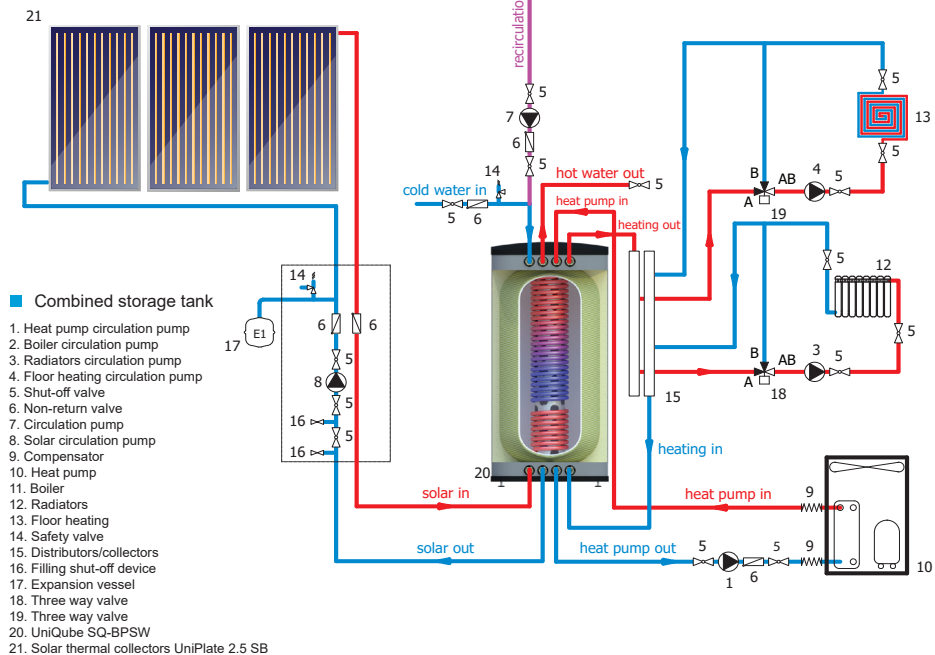 21
recirculation
5
7
6
5
14
cold water in
5
6
hot water out
5
heat pump in
heating out
5
13
5
B
AB
4
5
A
19
5
12
B
AB
3
5
5
A
18
15
heating in
14
E1
17
6
6
5
8
5
16
5
16
20
solar in
solar out
heat pump in
9
heat pump out
5
1
6
5
9
10
Combined storage tank
1. Heat pump circulation pump
2. Boiler circulation pump
3. Radiators circulation pump
4. Floor heating circulation pump
5. Shut-off valve
6. Non-return valve
7. Circulation pump
8. Solar circulation pump
9. Compensator
10. Heat pump
11. Boiler
12. Radiators
13. Floor heating
14. Safety valve
15. Distributors/collectors
16. Filling shut-off device
17. Expansion vessel
18. Three way valve
19. Three way valve
20. UniQube SQ-BPSW
21. Solar thermal collectors UniPlate 2.5 SB